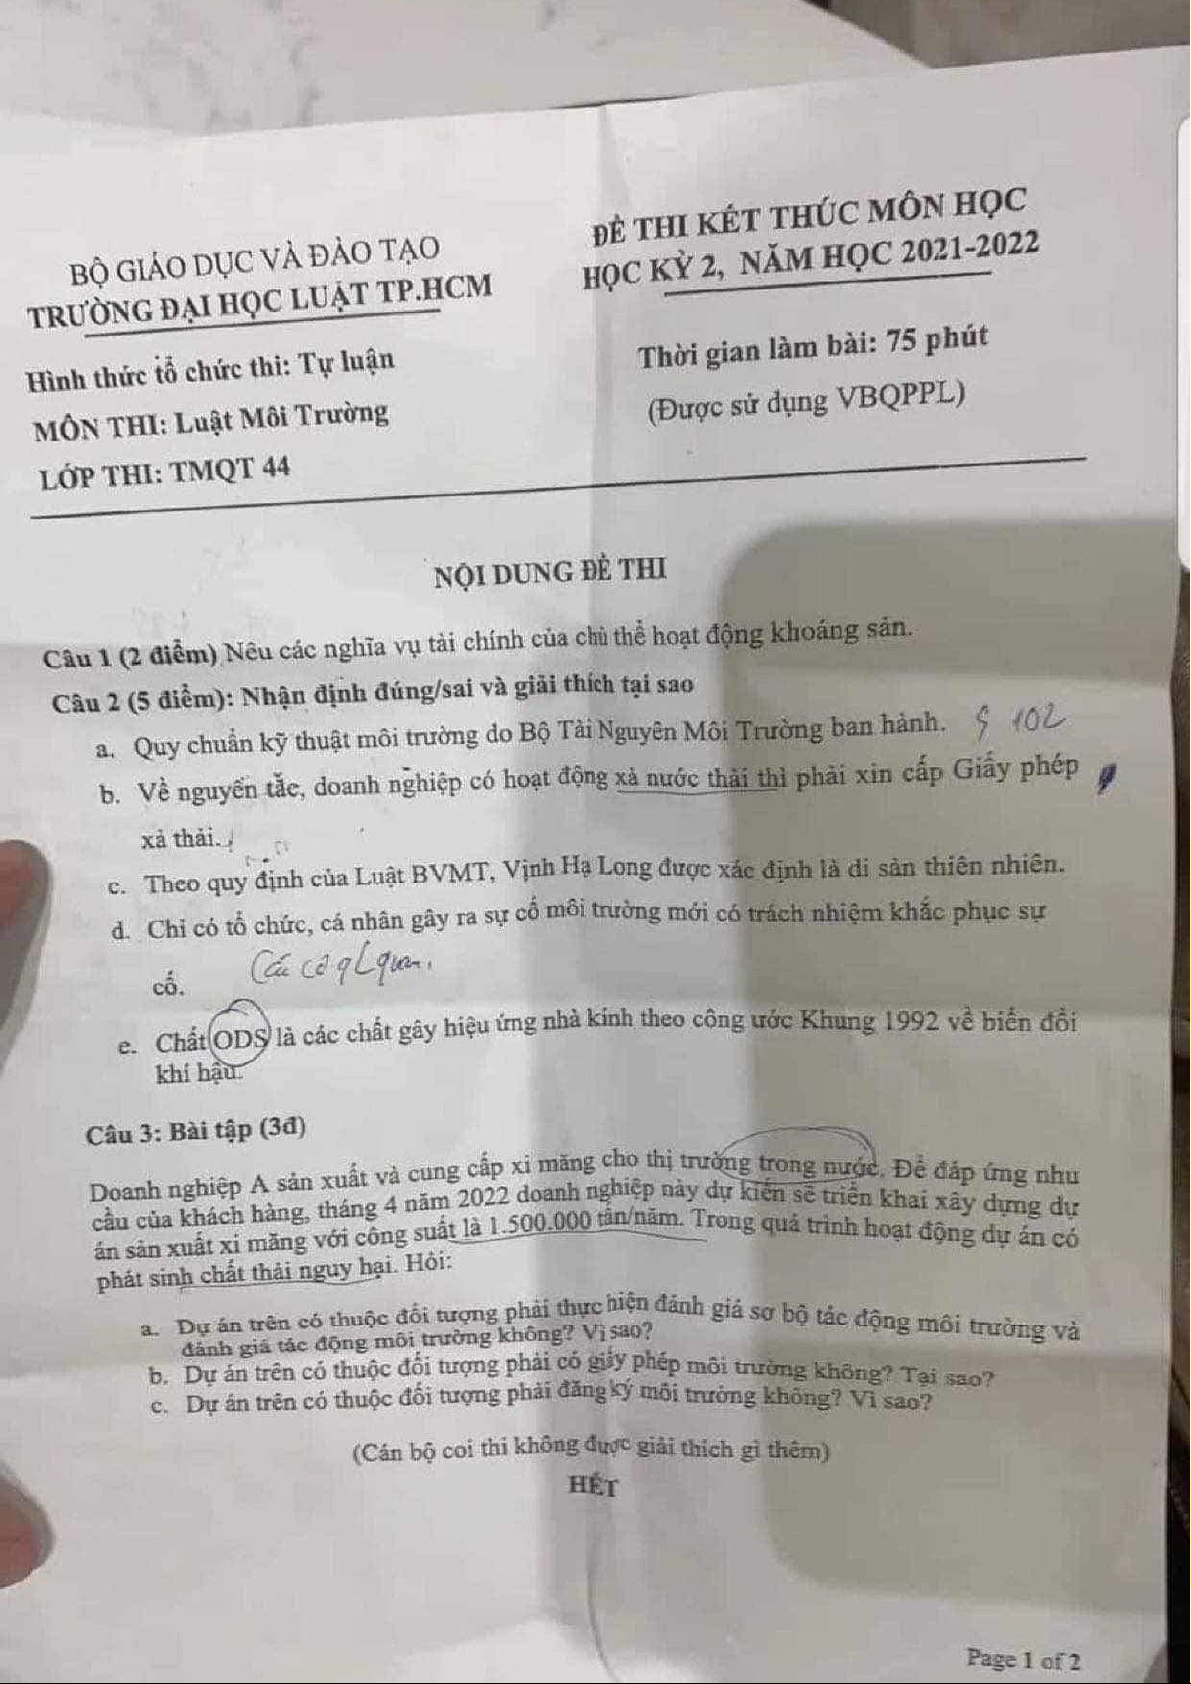 BỘ GIÁO DỤC VÀ ĐÀO TẠO
TRƯỜNG ĐẠI HỌC LUẬT TP.HCM
ĐỀ THI KẾT THÚC MÔN HỌC
HỌC KỲ 2, NĂM HỌC 2021-2022
Hình thức tổ chức thi: Tự luận
MÔN THI: Luật Môi Trường
LỚP THI: TMQT 44
Thời gian làm bài: 75 phút
(Được sử dụng VBQPPL)
NỘI DUNG ĐỀ THI
Câu 1 (2 điểm) Nêu các nghĩa vụ tài chính của chủ thể hoạt động khoáng sản.
Câu 2 (5 điểm): Nhận định đúng/sai và giải thích tại sao
a. Quy chuẩn kỹ thuật môi trường do Bộ Tài Nguyên Môi Trường ban hành. 102
b. Về nguyến tắc, doanh nghiệp có hoạt động xả nước thải thì phải xin cấp Giấy phép
xả thải.
c. Theo quy định của Luật BVMT, Vịnh Hạ Long được xác định là di sản thiên nhiên.
d. Chỉ có tổ chức, cá nhân gây ra sự cố môi trường mới có trách nhiệm khắc phục sự
cố.
e. Chất ODS là các chất gây hiệu ứng nhà kính theo công ước Khung 1992 về biến đổi
khí hậu.
Câu 3: Bài tập (3đ)
Doanh nghiệp A sản xuất và cung cấp xi măng cho thị trường trong nước. Để đáp ứng nhu
cầu của khách hàng, tháng 4 năm 2022 doanh nghiệp này dự kiến sẽ triển khai xây dựng dự
án sản xuất xi măng với công suất là 1.500.000 tấn/năm. Trong quá trình hoạt động dự án có
phát sinh chất thải nguy hại. Hỏi:
a. Dự án trên có thuộc đối tượng phải thực hiện đánh giá sơ bộ tác động môi trường và
đánh giá tác động môi trường không? Vì sao?
b. Dự án trên có thuộc đối tượng phải có giấy phép môi trường không? Tại sao?
c. Dự án trên có thuộc đối tượng phải đăng ký môi trường không? Vì sao?
(Cán bộ coi thi không được giải thích gì thêm)
HẾT
Page 1 of 2